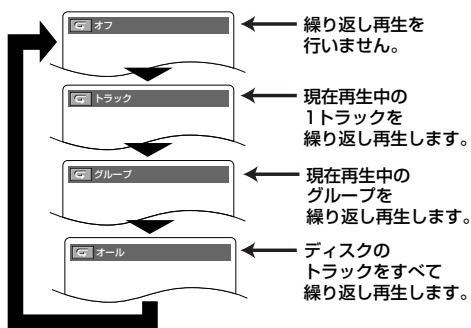 オフ
繰り返し再生を
行いません。
トラック
現在再生中の
1トラックを
繰り返し再生します。
グループ
現在再生中の
グループを
繰り返し再生します。
オール
ディスクの
トラックをすべて
繰り返し再生します。